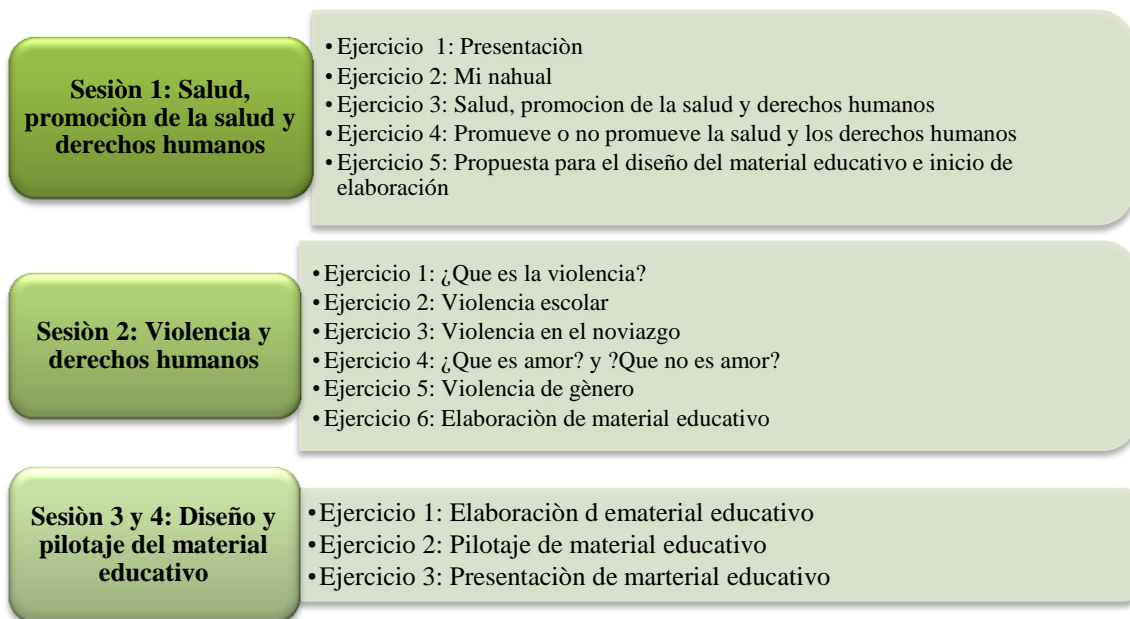 Sesiòn 1: Salud,
promociòn de la salud y
derechos humanos
•Ejercicio  1: Presentaciòn
•Ejercicio 2: Mi nahual
•Ejercicio 3: Salud, promocion de la salud y derechos humanos
•Ejercicio 4: Promueve o no promueve la salud y los derechos humanos
•Ejercicio 5: Propuesta para el diseño del material educativo e inicio de
elaboración
Sesiòn 2: Violencia y
derechos humanos
•Ejercicio 1: ¿Que es la violencia?
•Ejercicio 2: Violencia escolar
•Ejercicio 3: Violencia en el noviazgo
•Ejercicio 4: ¿Que es amor? y ?Que no es amor?
•Ejercicio 5: Violencia de gènero
•Ejercicio 6: Elaboraciòn de material educativo
Sesiòn 3 y 4: Diseño y
pilotaje del material
educativo
•Ejercicio 1: Elaboraciòn d ematerial educativo
•Ejercicio 2: Pilotaje de material educativo
•Ejercicio 3: Presentaciòn de marterial educativo